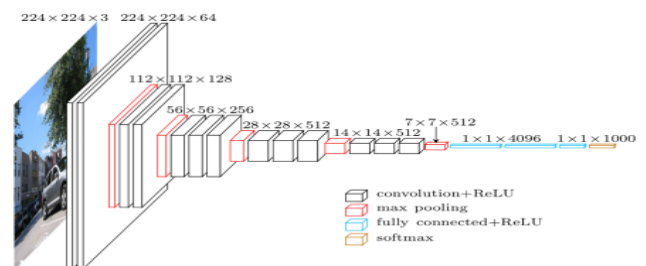 224×224×3 224×224×64
112×112×128
56×56×256
28×28×512
14×14×512
7×7×512
1×1×4096
1×1×1000
convolution+ReLU
max pooling
fully connected+ReLU
softmax